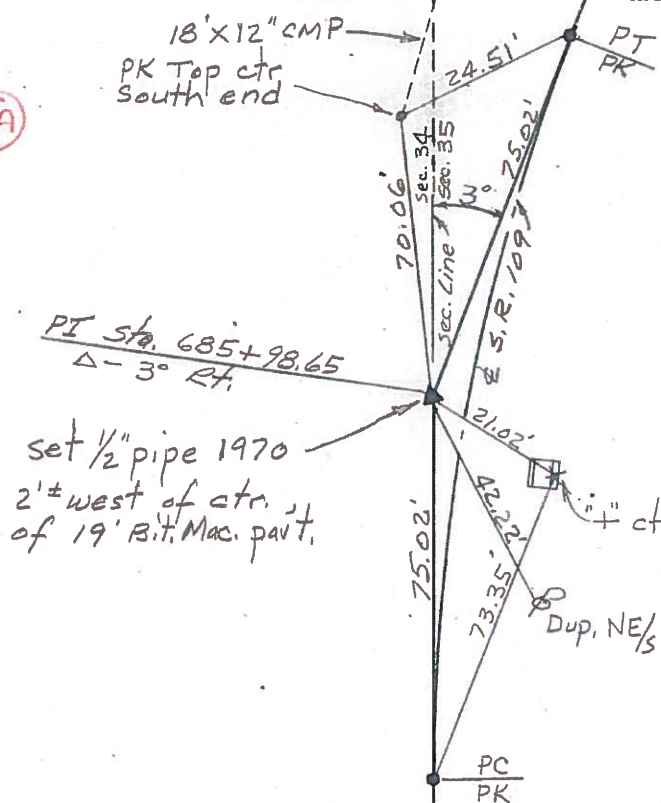 18'X12" CMP
PK Top ctr
South end
24.51'
PT
PK
A
Sec. 34
Sec. 35
75.02'
3°
70.06'
Sec. Line
S. R. 109
PI Sta. 685+98.65
Δ - 3° Rt.
set 1/2" pipe 1970
2'± west of ctr.
of 19' Bit. Mac. pav't.
21.02'
"+" ct
42.22'
75.02'
73.35'
Dup. NE/s
PC
PK